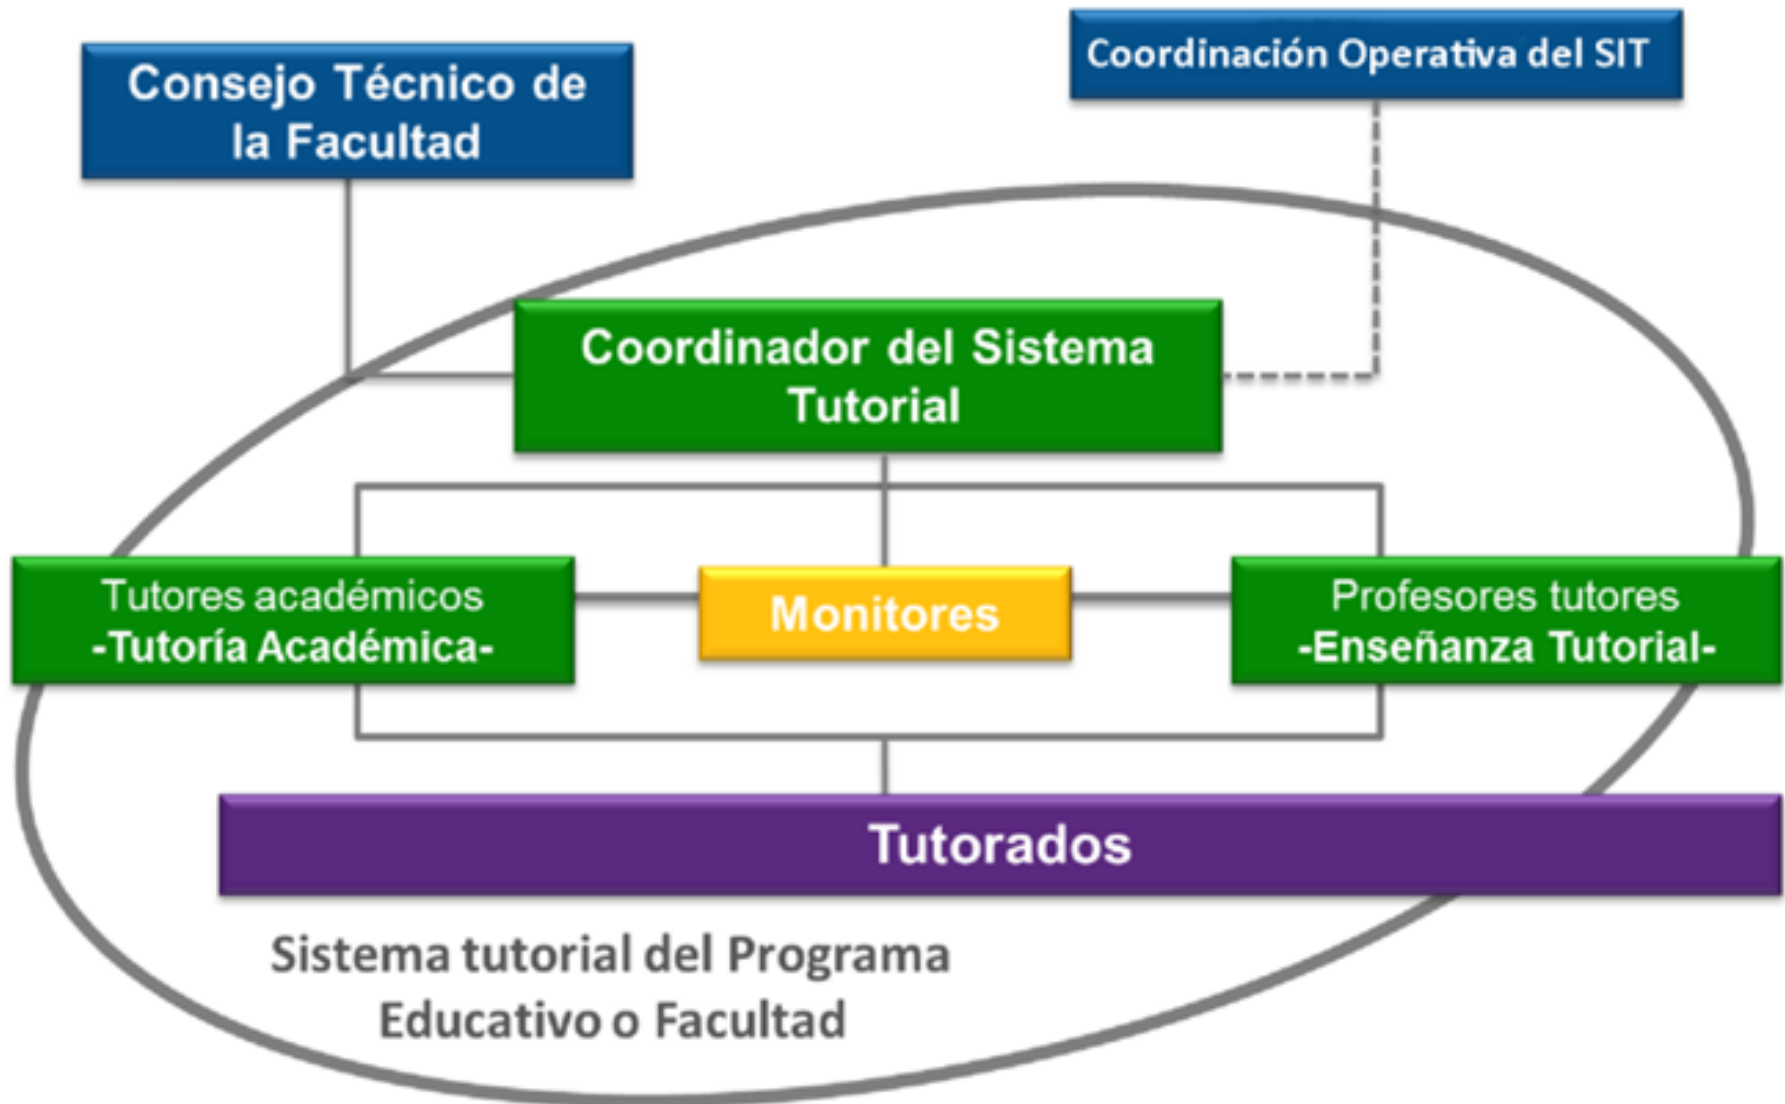 Consejo Técnico de
la Facultad
Coordinación Operativa del SIT
Coordinador del Sistema
Tutorial
Tutores académicos
-Tutoría Académica-
Monitores
Profesores tutores
-Enseñanza Tutorial-
Tutorados
Sistema tutorial del Programa
Educativo o Facultad